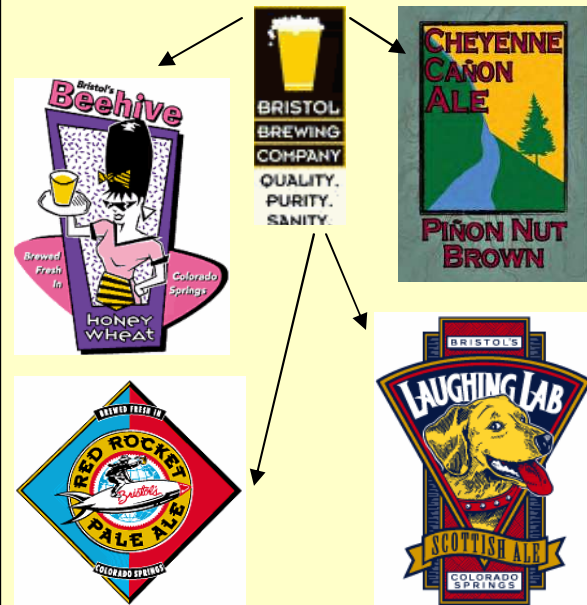 BRISTOL
BREWING
COMPANY
QUALITY.
PURITY.
SANITY.
Bristol's
Beehive
Brewed
Fresh
In
Colorado
Springs
HONEY
WHEAT
CHEYENNE
CAÑON
ALE
PIÑON NUT
BROWN
BREWED FRESH IN
RED ROCKET
Bristol's
PALE ALE
COLORADO SPRINGS
BRISTOL'S
LAUGHING LAB
SCOTTISH ALE
COLORADO
SPRINGS